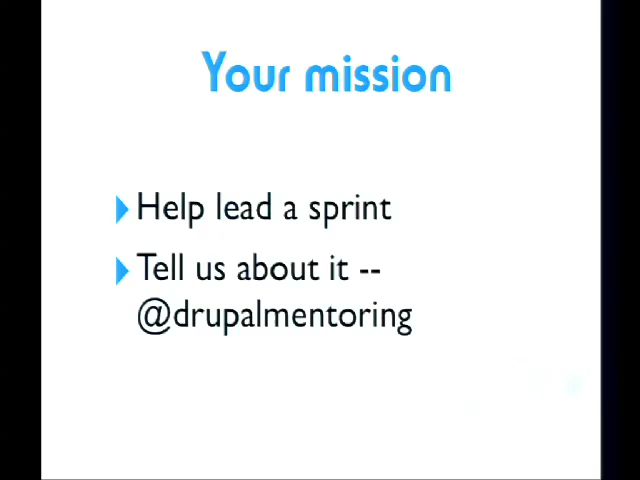 Your mission
Help lead a sprint
Tell us about it --
@drupalmentoring